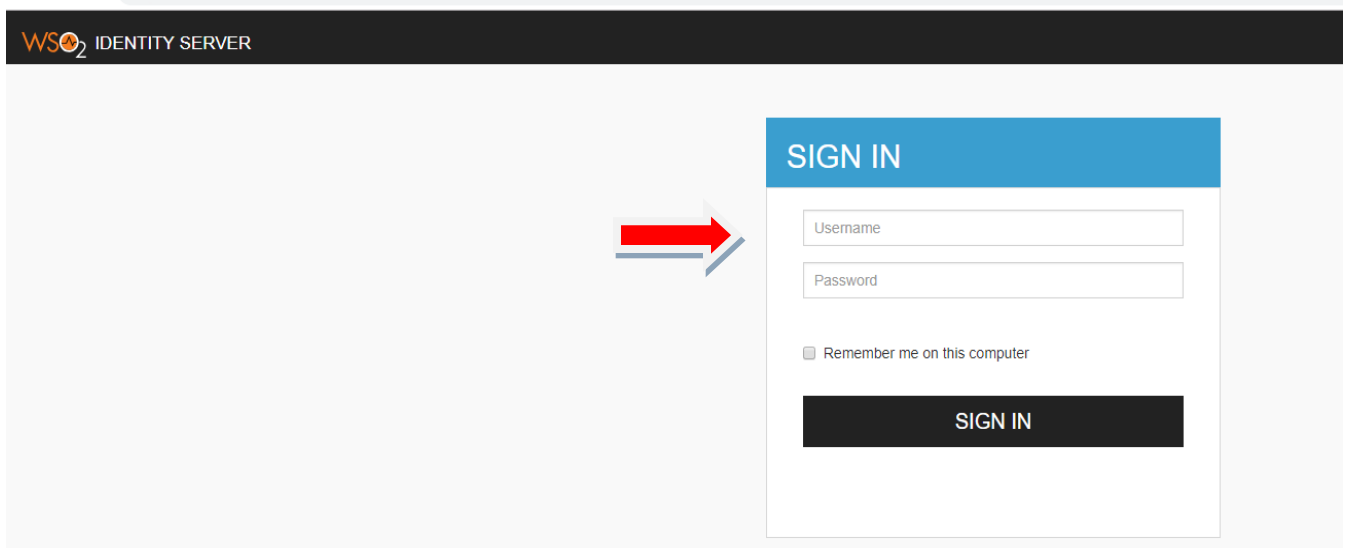 WSO2 IDENTITY SERVER
SIGN IN
Username
Password
Remember me on this computer
SIGN IN